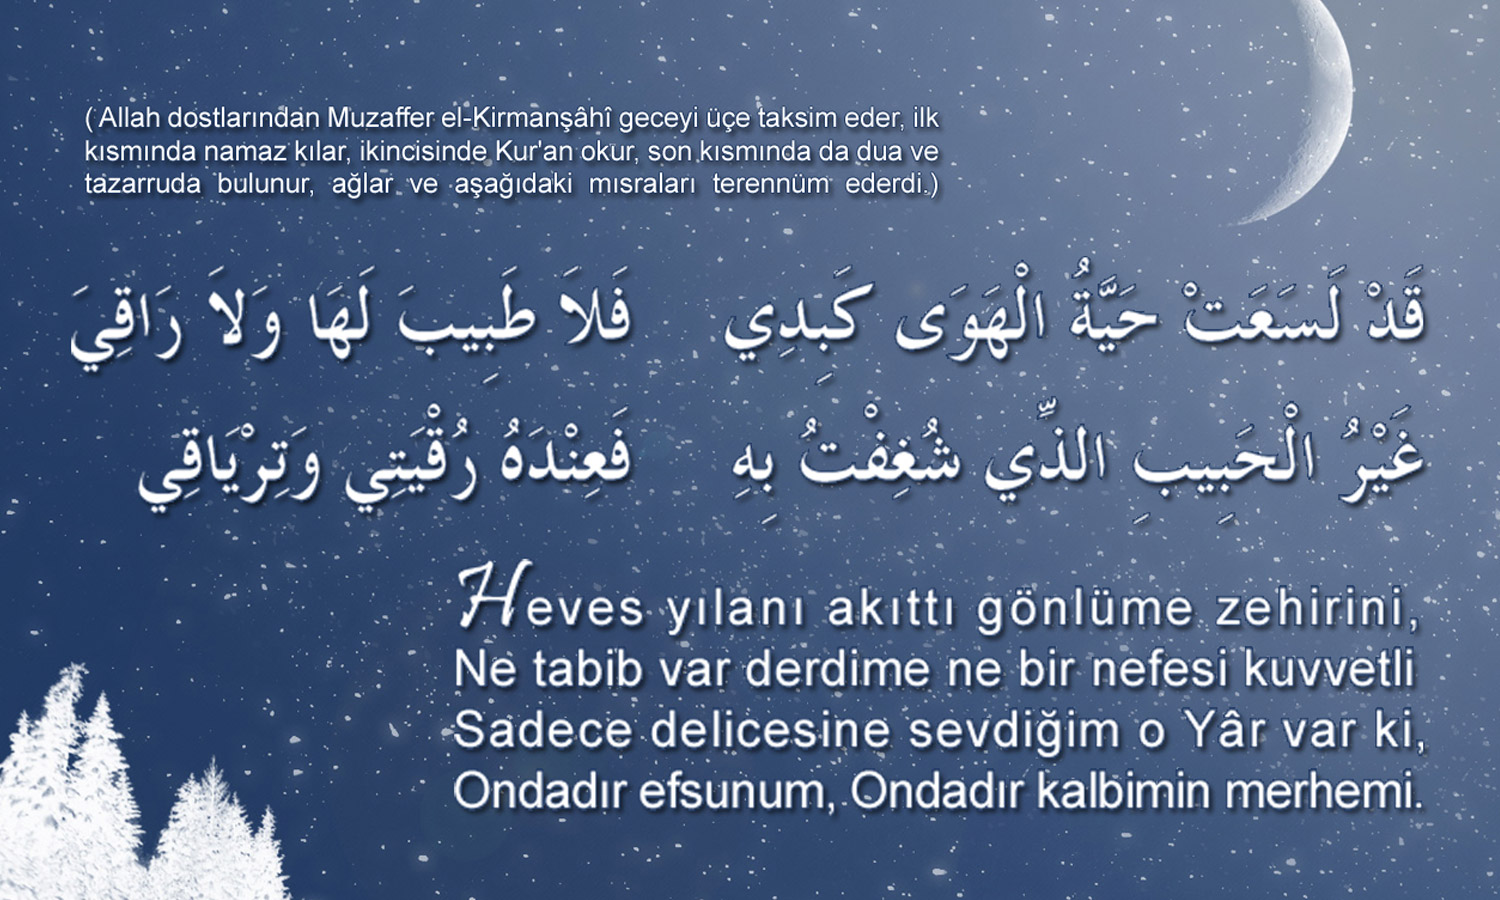 ( Allah dostlarından Muzaffer el-Kirmanşâhî geceyi üçe taksim eder, ilk
kısmında namaz kılar, ikincisinde Kur'an okur, son kısmında da dua ve
tazarruda bulunur, ağlar ve aşağıdaki mısraları terennüm ederdi.)
قَدْ لَسَعَتْ حَيَّةُ الْهَوَى كَبِدِي فَلاَ طَبِيبَ لَهَا وَلاَ رَاقِيَ
غَيْرُ الْحَبِيبِ الذِّي شُغِفْتُ بِهِ فَعِنْدَهُ رُقْيَتِي وَتِرْيَاقِي
Heves yılanı akıttı gönlüme zehirini,
Ne tabib var derdime ne bir nefesi kuvvetli
Sadece delicesine sevdiğim o Yâr var ki,
Ondadır efsunum, Ondadır kalbimin merhemi.